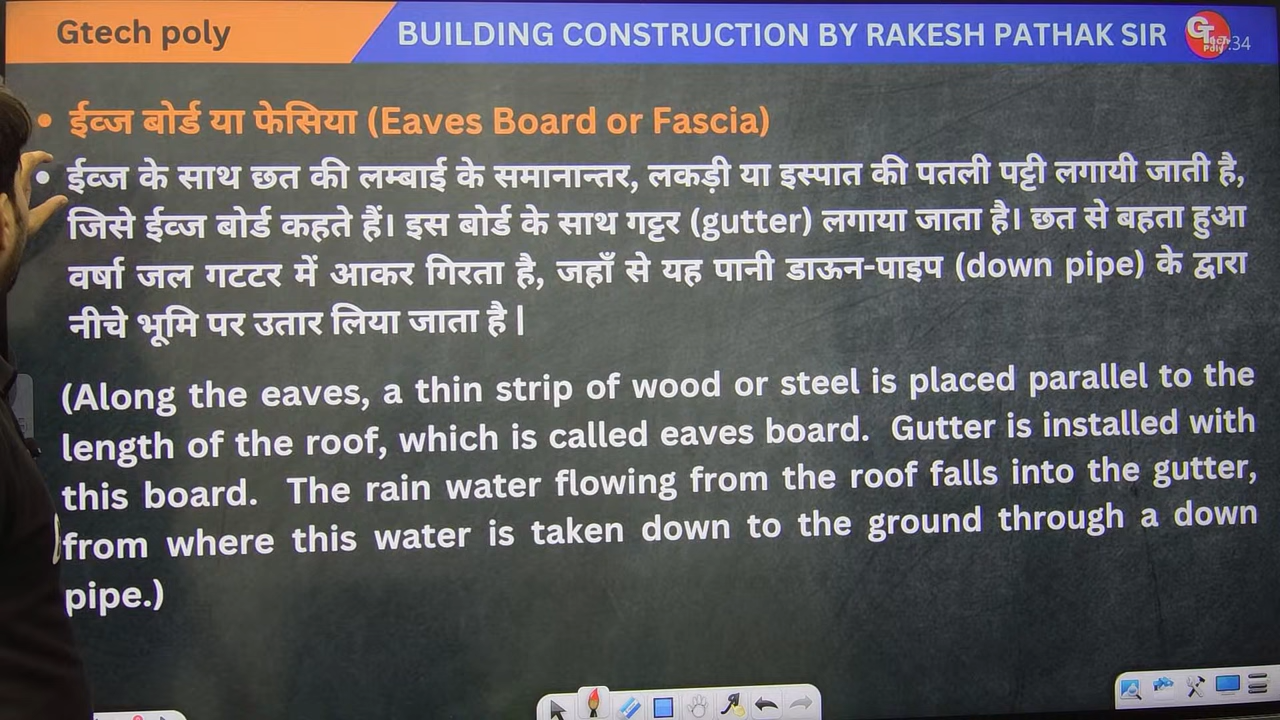 Gtech poly
BUILDING CONSTRUCTION BY RAKESH PATHAK SIR
GT
Poly
:34
• ईव्ज बोर्ड या फेसिया (Eaves Board or Fascia)
• ईव्ज के साथ छत की लम्बाई के समानान्तर, लकड़ी या इस्पात की पतली पट्टी लगायी जाती है,
जिसे ईव्ज बोर्ड कहते हैं। इस बोर्ड के साथ गट्टर (gutter) लगाया जाता है। छत से बहता हुआ
वर्षा जल गटटर में आकर गिरता है, जहाँ से यह पानी डाऊन-पाइप (down pipe) के द्वारा
नीचे भूमि पर उतार लिया जाता है |
(Along the eaves, a thin strip of wood or steel is placed parallel to the
length of the roof, which is called eaves board. Gutter is installed with
this board. The rain water flowing from the roof falls into the gutter,
from where this water is taken down to the ground through a down
pipe.)